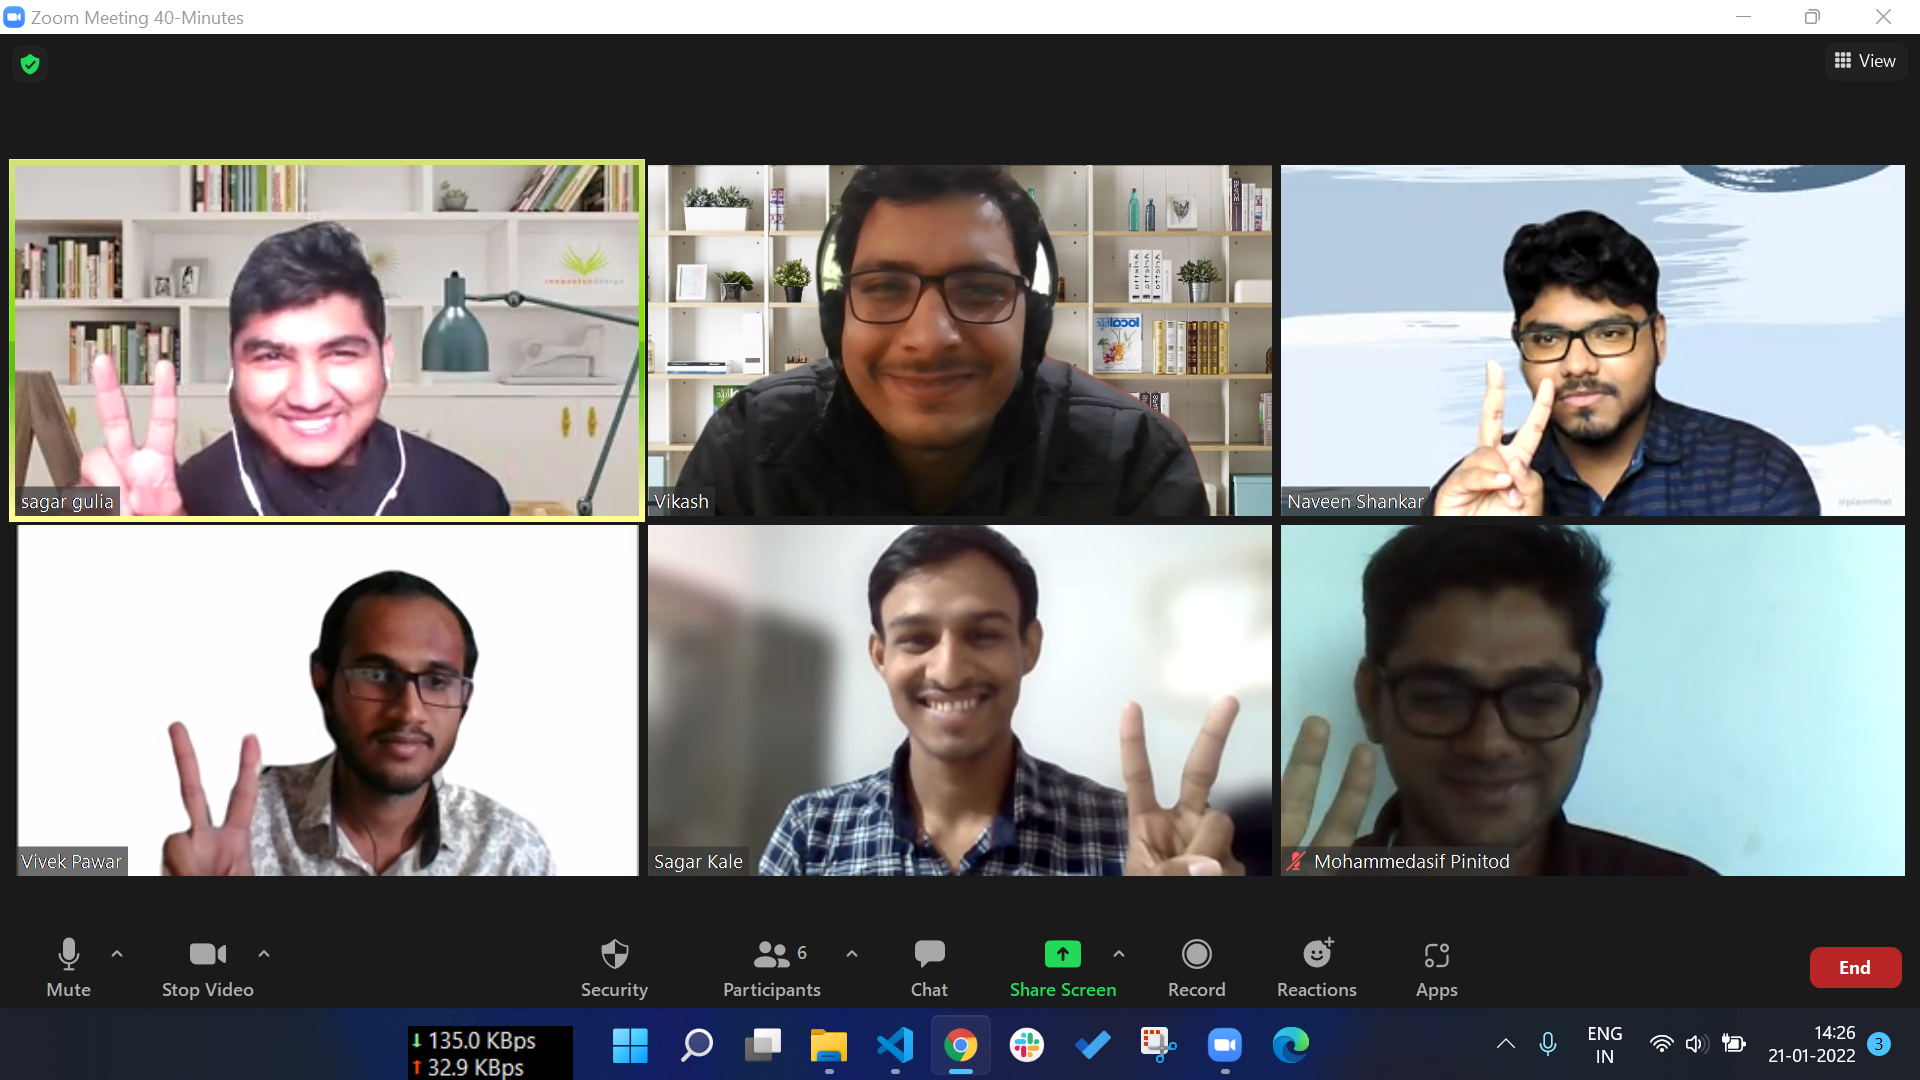 Zoom Meeting 40-Minutes
View
sagar gulia
Vikash
Naveen Shankar
Vivek Pawar
Sagar Kale
Mohammedasif Pinitod
Mute
Stop Video
Security
6
Participants
Chat
Share Screen
Record
Reactions
Apps
End
135.0 KBps
32.9 KBps
ENG
IN
14:26
21-01-2022
3